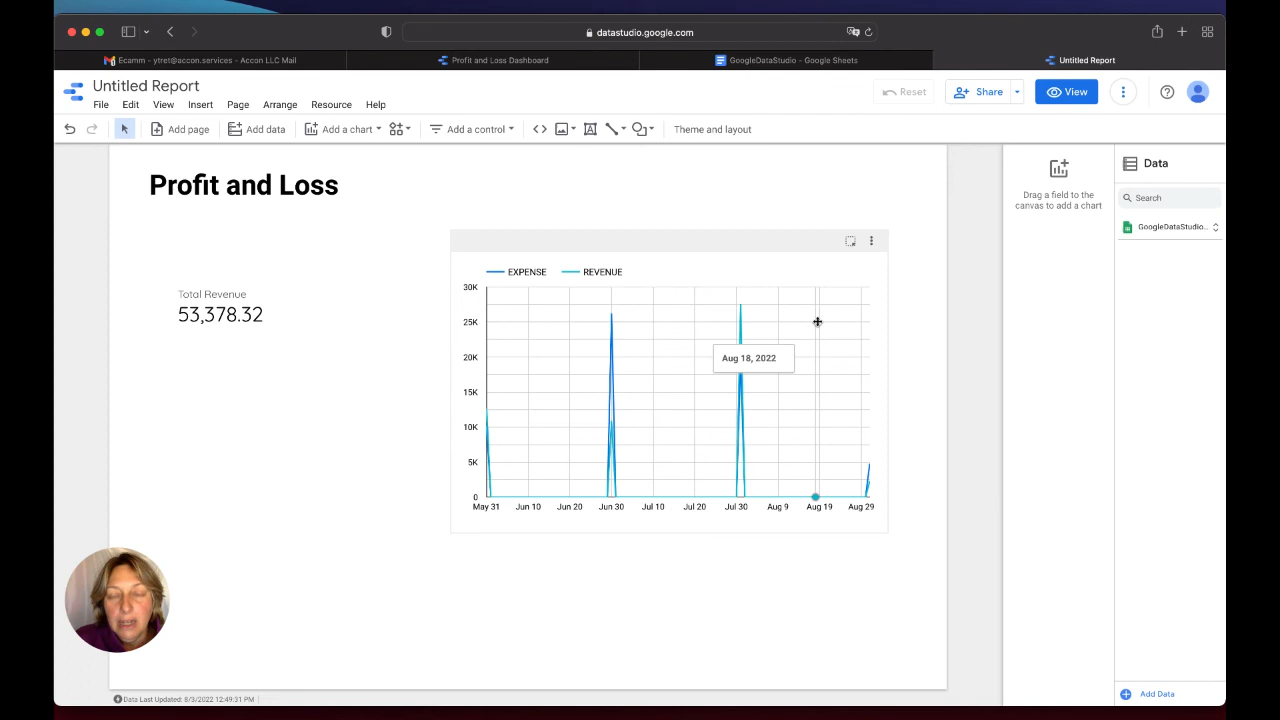 datastudio.google.com
Ecamm - ytret@accon.services - Accon LLC Mail
Profit and Loss Dashboard
GoogleDataStudio - Google Sheets
Untitled Report
Untitled Report
Reset
Share
View
File Edit View Insert Page Arrange Resource Help
Add page
Add data
Add a chart
Add a control
Theme and layout
Profit and Loss
Total Revenue
53,378.32
EXPENSE REVENUE
30K
25K
20K
15K
10K
5K
0
Aug 18, 2022
May 31 Jun 10 Jun 20 Jun 30 Jul 10 Jul 20 Jul 30 Aug 9 Aug 19 Aug 29
Drag a field to the
canvas to add a chart
Data
Search
GoogleDataStudio...
Add Data
Data Last Updated: 8/3/2022 12:49:31 PM